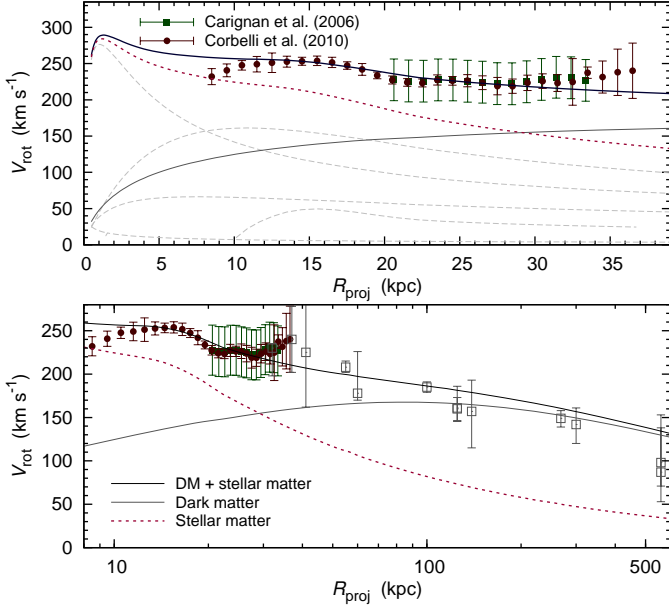 Carignan et al. (2006)
Corbelli et al. (2010)
300
250
200
150
100
50
0
V_rot (km s⁻¹)
0 5 10 15 20 25 30 35
R_proj (kpc)
250
200
150
100
50
0
V_rot (km s⁻¹)
DM + stellar matter
Dark matter
Stellar matter
10 100 500
R_proj (kpc)